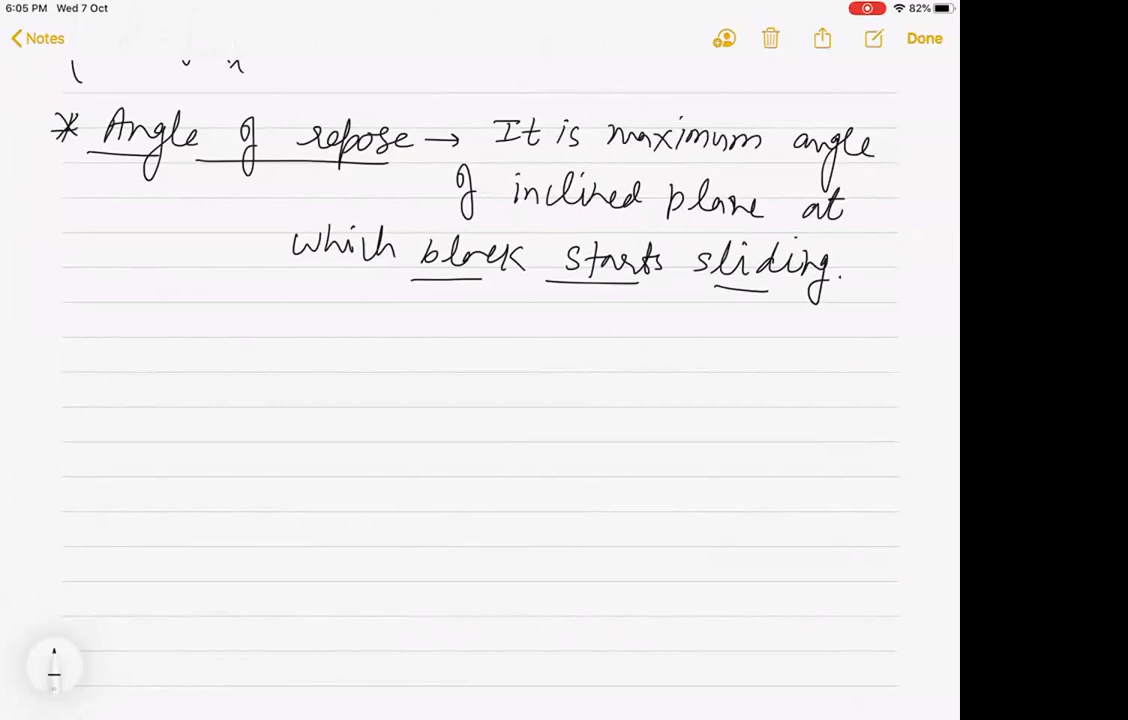 6:05 PM Wed 7 Oct
82%
Notes
Done
* Angle of repose → It is maximum angle
of inclined plane at
which block starts sliding.